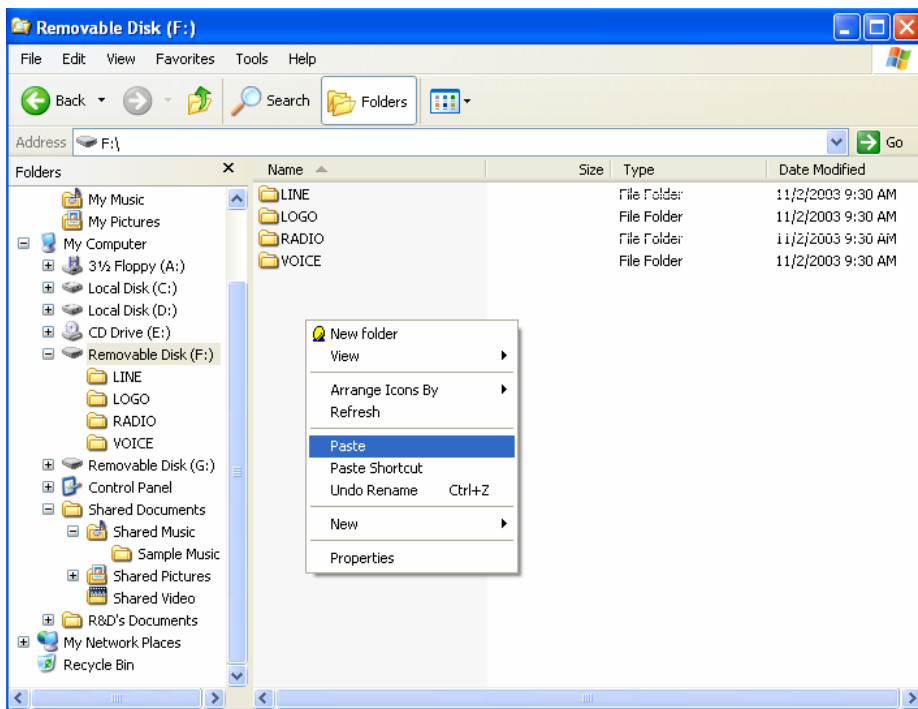 Removable Disk (F:)
File Edit View Favorites Tools Help
Back Search Folders
Address F:\ Go
Folders Name Size Type Date Modified
My Music
My Pictures
My Computer
3½ Floppy (A:)
Local Disk (C:)
Local Disk (D:)
CD Drive (E:)
Removable Disk (F:)
LINE
LOGO
RADIO
VOICE
Removable Disk (G:)
Control Panel
Shared Documents
Shared Music
Sample Music
Shared Pictures
Shared Video
R&D's Documents
My Network Places
Recycle Bin
LINE File Folder 11/2/2003 9:30 AM
LOGO File Folder 11/2/2003 9:30 AM
RADIO File Folder 11/2/2003 9:30 AM
VOICE File Folder 11/2/2003 9:30 AM
New folder
View
Arrange Icons By
Refresh
Paste
Paste Shortcut
Undo Rename Ctrl+Z
New
Properties